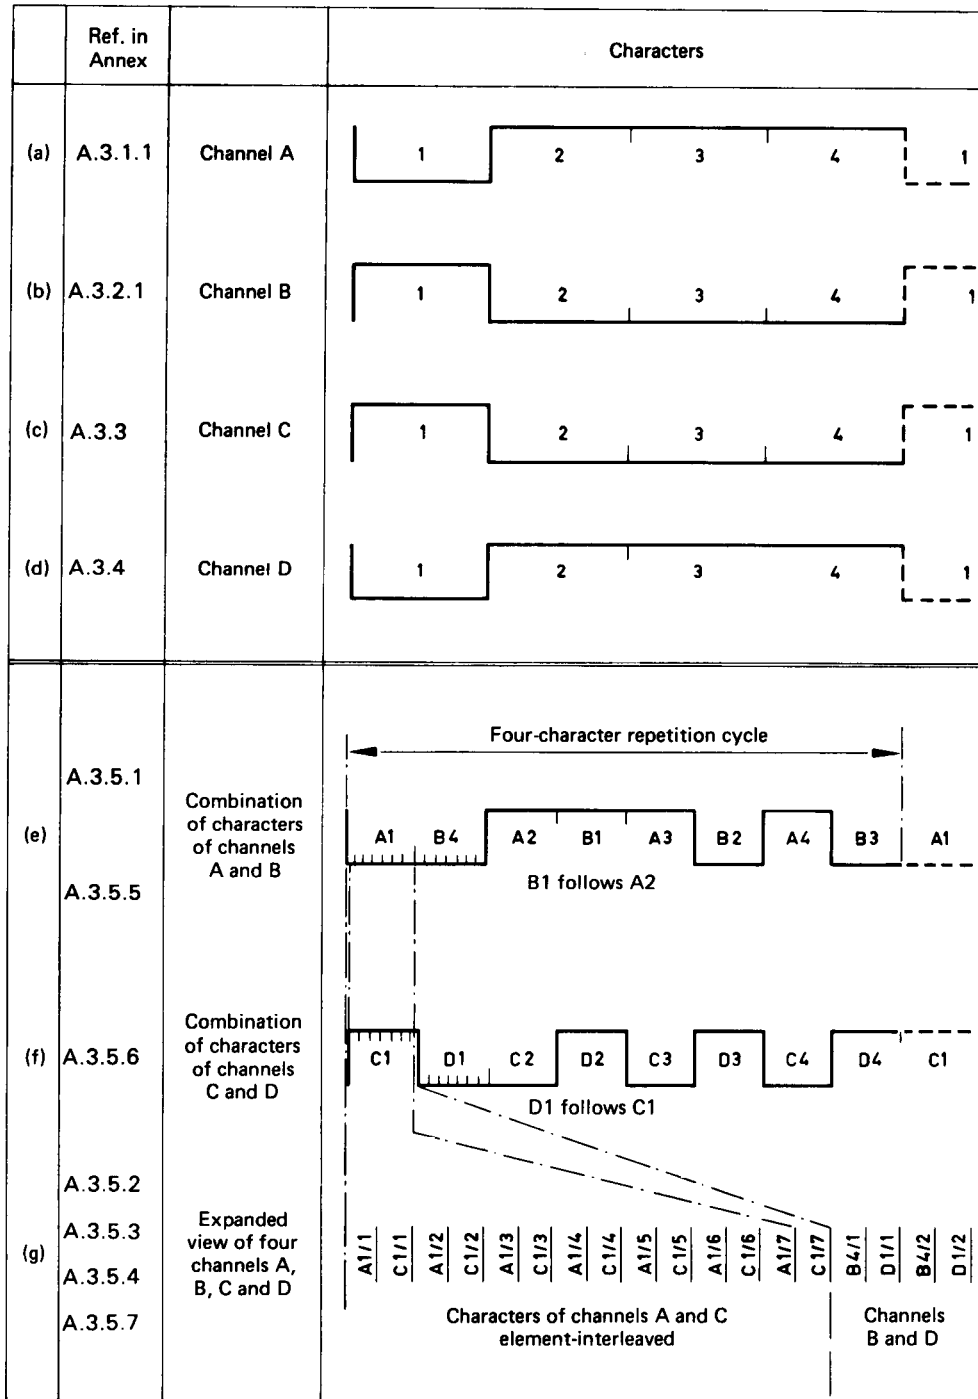 Ref. in
Annex
Characters
(a) A.3.1.1 Channel A 1 2 3 4 1
(b) A.3.2.1 Channel B 1 2 3 4 1
(c) A.3.3 Channel C 1 2 3 4 1
(d) A.3.4 Channel D 1 2 3 4 1
Four-character repetition cycle
A.3.5.1
(e)
A.3.5.5
Combination
of characters
of channels
A and B
A1 B4 A2 B1 A3 B2 A4 B3 A1
B1 follows A2
(f) A.3.5.6
Combination
of characters
of channels
C and D
C1 D1 C2 D2 C3 D3 C4 D4 C1
D1 follows C1
(g)
A.3.5.2
A.3.5.3
A.3.5.4
A.3.5.7
Expanded
view of four
channels A,
B, C and D
A1/1 C1/1 A1/2 C1/2 A1/3 C1/3 A1/4 C1/4 A1/5 C1/5 A1/6 C1/6 A1/7 C1/7 B4/1 D1/1 B4/2 D1/2
Characters of channels A and C
element-interleaved
Channels
B and D